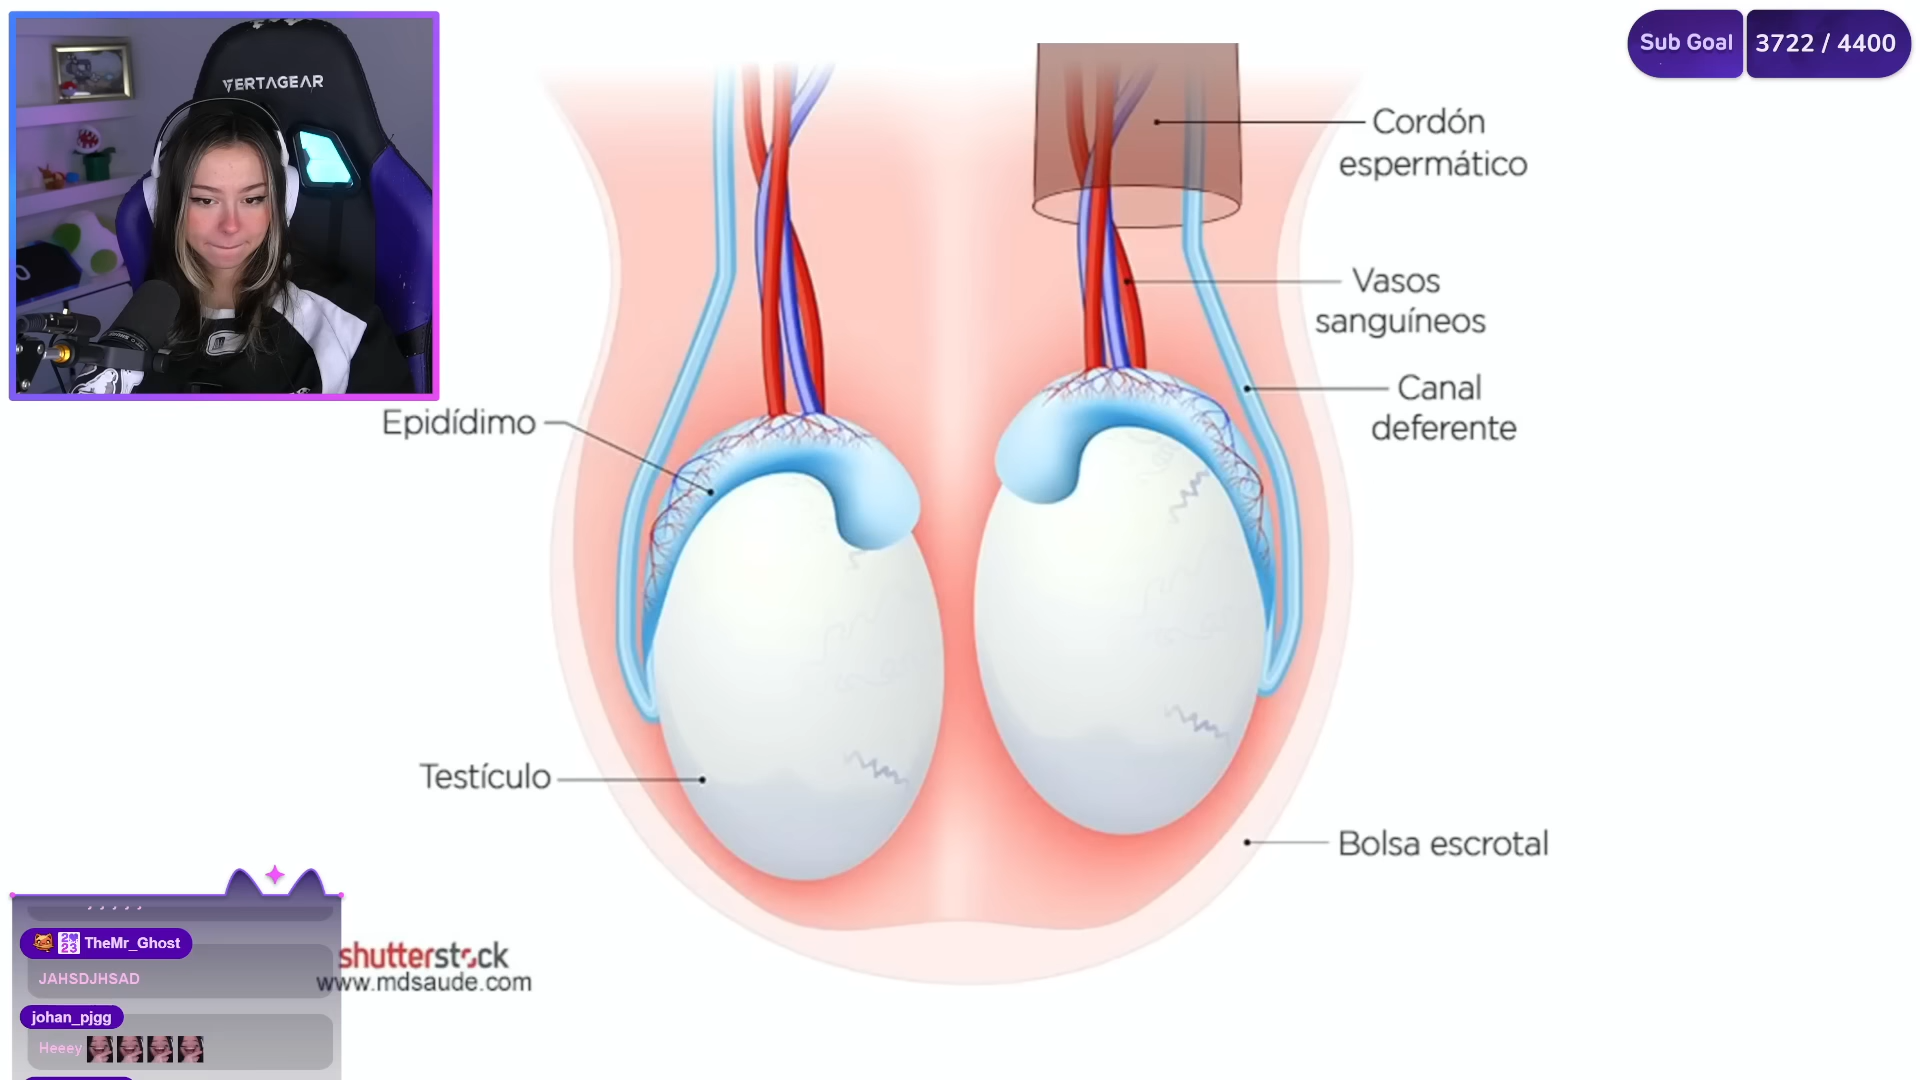 VERTAGEAR
Sub Goal
3722 / 4400
Cordón
espermático
Vasos
sanguíneos
Canal
deferente
Epidídimo
Testículo
Bolsa escrotal
shutterstock
www.mdsaude.com
TheMr_Ghost
JAHSDJHSAD
johan_pjgg
Heeey